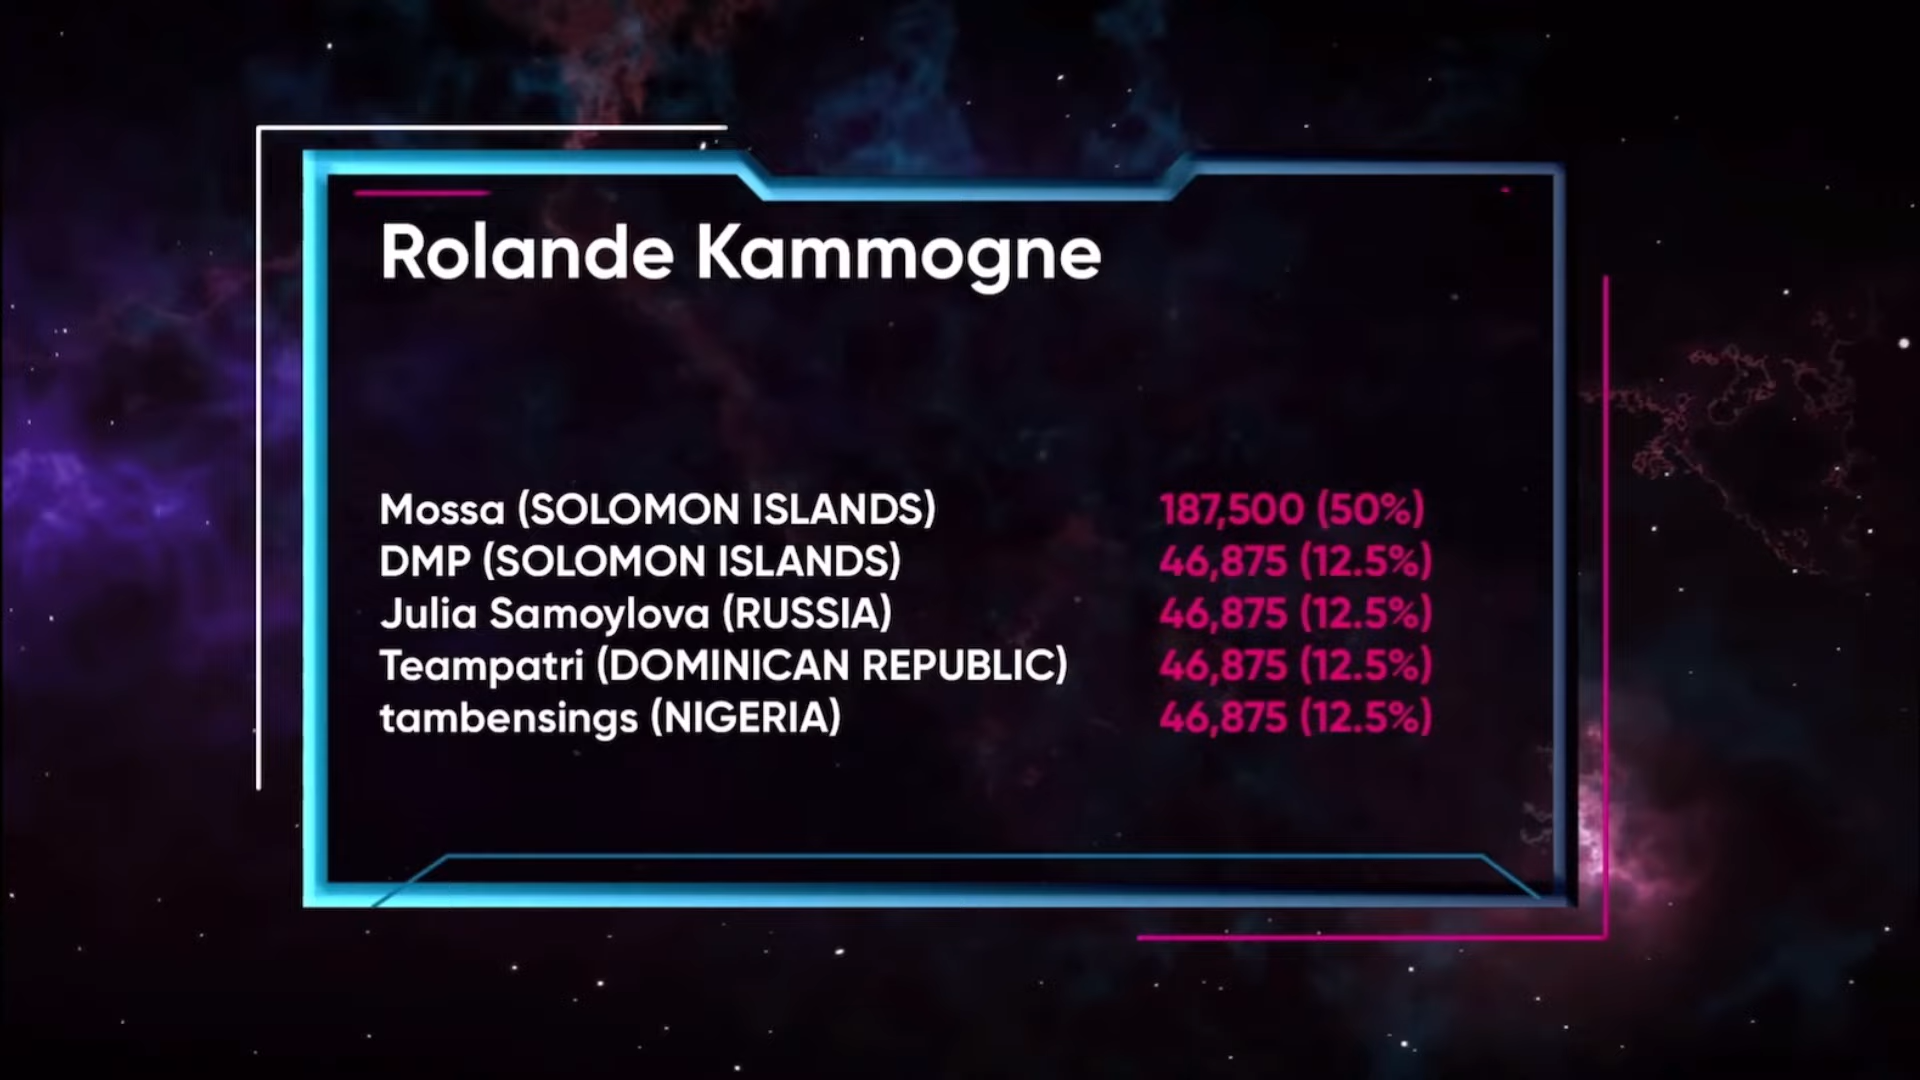 Rolande Kammogne
Mossa (SOLOMON ISLANDS) 187,500 (50%)
DMP (SOLOMON ISLANDS) 46,875 (12.5%)
Julia Samoylova (RUSSIA) 46,875 (12.5%)
Teampatri (DOMINICAN REPUBLIC) 46,875 (12.5%)
tambensings (NIGERIA) 46,875 (12.5%)